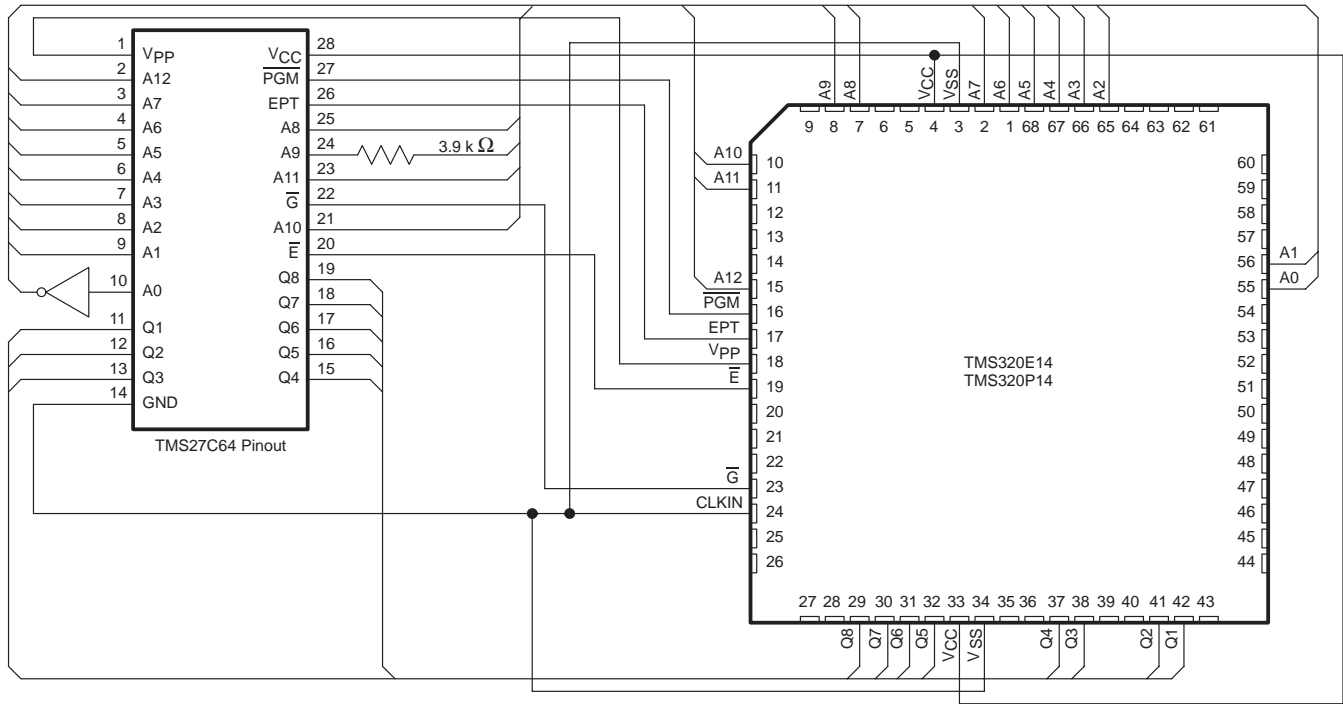 1 VPP VCC 28
2 A12 PGM 27
3 A7 EPT 26
4 A6 A8 25
5 A5 A9 24 3.9 k Ω
6 A4 A11 23
7 A3 G 22
8 A2 A10 21
9 A1 E 20
10 A0 Q8 19
Q7 18
11 Q1 Q6 17
12 Q2 Q5 16
13 Q3 Q4 15
14 GND
TMS27C64 Pinout
A9 A8 VCC VSS A7 A6 A5 A4 A3 A2
9 8 7 6 5 4 3 2 1 68 67 66 65 64 63 62 61
A10 10 60
A11 11 59
12 58
13 57
14 56 A1
A12 15 55 A0
PGM 16 54
EPT 17 53
VPP 18 52
E 19 51
20 50
21 49
22 48
G 23 47
CLKIN 24 46
25 45
26 44
TMS320E14
TMS320P14
27 28 29 30 31 32 33 34 35 36 37 38 39 40 41 42 43
Q8 Q7 Q6 Q5 VCC VSS Q4 Q3 Q2 Q1